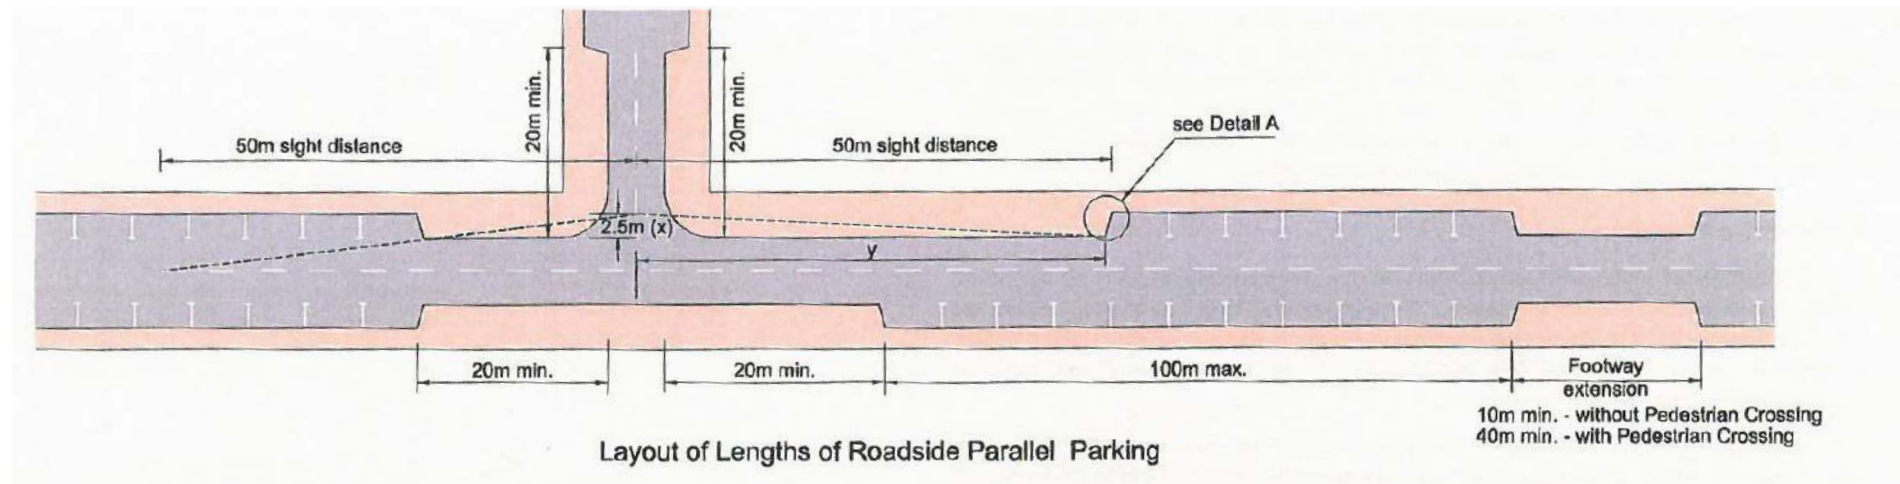 20m min.
20m min.
see Detail A
50m sight distance
50m sight distance
2.5m (x)
y
20m min.
20m min.
100m max.
Footway
extension
10m min. - without Pedestrian Crossing
40m min. - with Pedestrian Crossing
Layout of Lengths of Roadside Parallel Parking